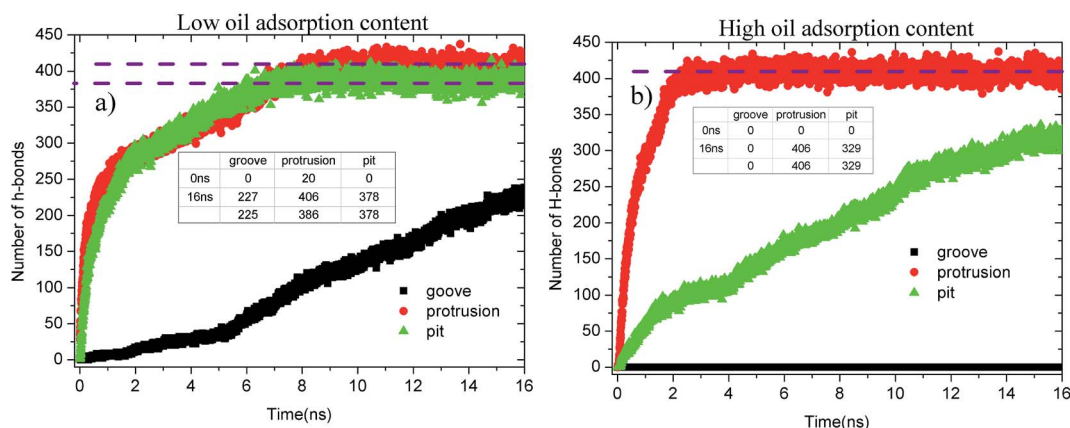 Low oil adsorption content
450
400
350
300
250
200
150
100
50
0
Number of h-bonds
a)
groove protrusion pit
0ns 0 20 0
16ns 227 406 378
225 386 378
goove
protrusion
pit
0 2 4 6 8 10 12 14 16
Time(ns)
High oil adsorption content
450
400
350
300
250
200
150
100
50
0
Number of H-bonds
b)
groove protrusion pit
0ns 0 0 0
16ns 0 406 329
0 406 329
groove
protrusion
pit
0 2 4 6 8 10 12 14 16
Time(ns)